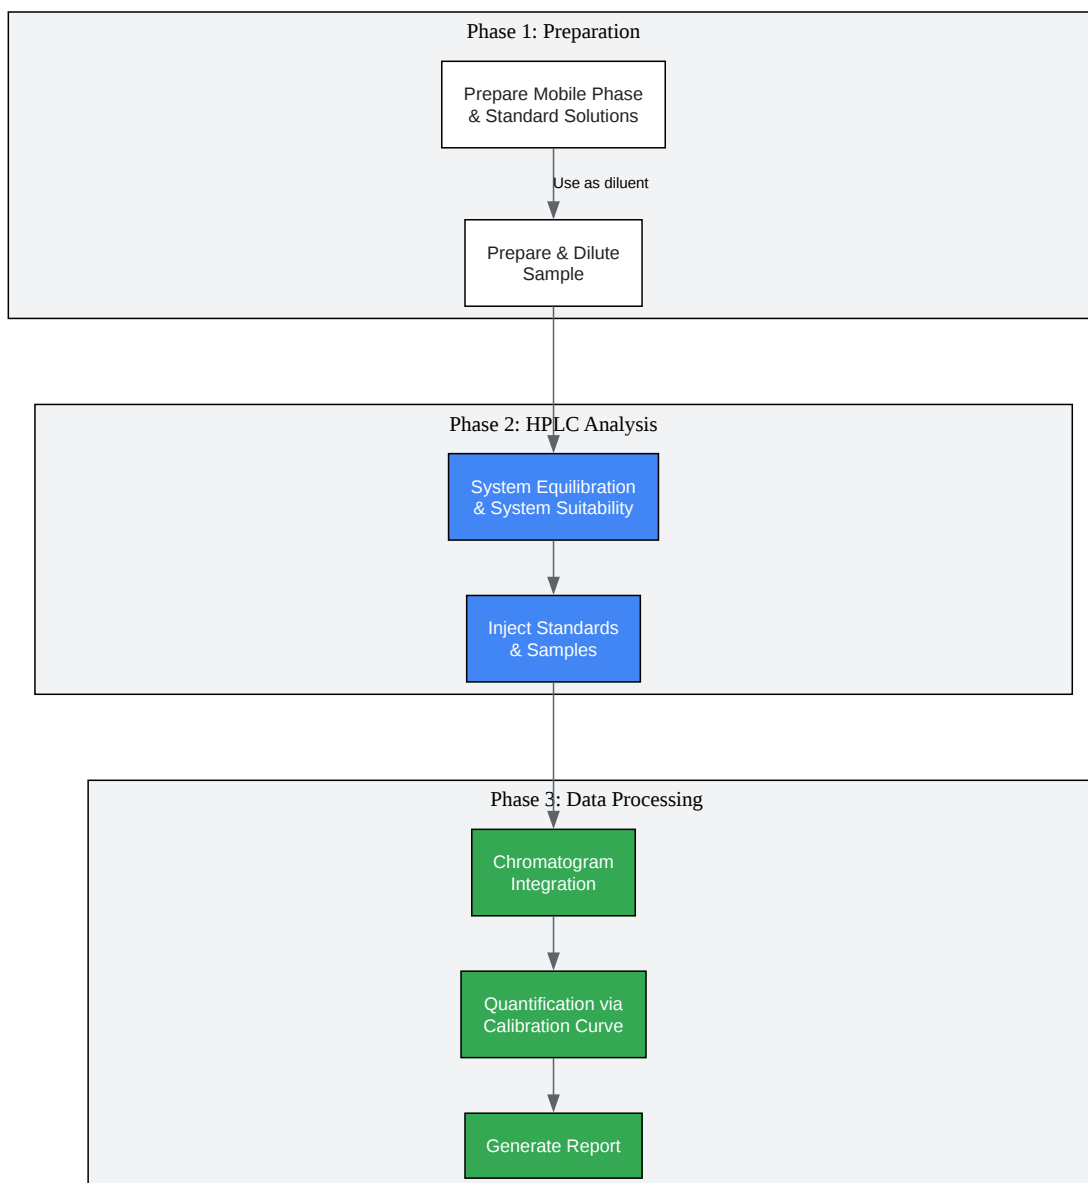 Phase 1: Preparation
Prepare Mobile Phase
& Standard Solutions
Use as diluent
Prepare & Dilute
Sample
Phase 2: HPLC Analysis
System Equilibration
& System Suitability
Inject Standards
& Samples
Phase 3: Data Processing
Chromatogram
Integration
Quantification via
Calibration Curve
Generate Report